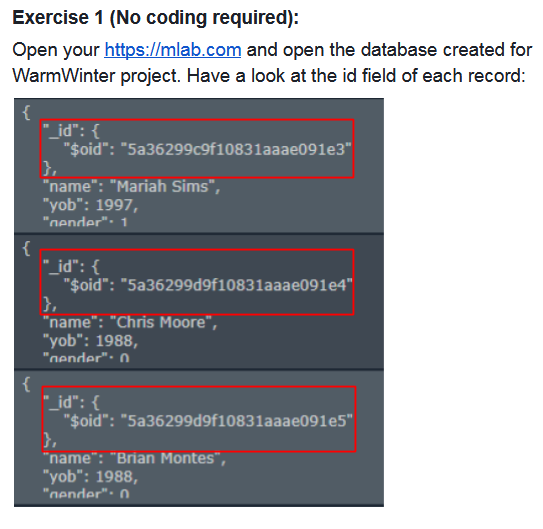 Exercise 1 (No coding required):
Open your https://mlab.com and open the database created for
WarmWinter project. Have a look at the id field of each record:
{
"_id": {
"$oid": "5a36299c9f10831aaae091e3"
},
"name": "Mariah Sims",
"yob": 1997,
"gender": 1
{
"_id": {
"$oid": "5a36299d9f10831aaae091e4"
},
"name": "Chris Moore",
"yob": 1988,
"gender": 0
{
"_id": {
"$oid": "5a36299d9f10831aaae091e5"
},
"name": "Brian Montes",
"yob": 1988,
"gender": 0